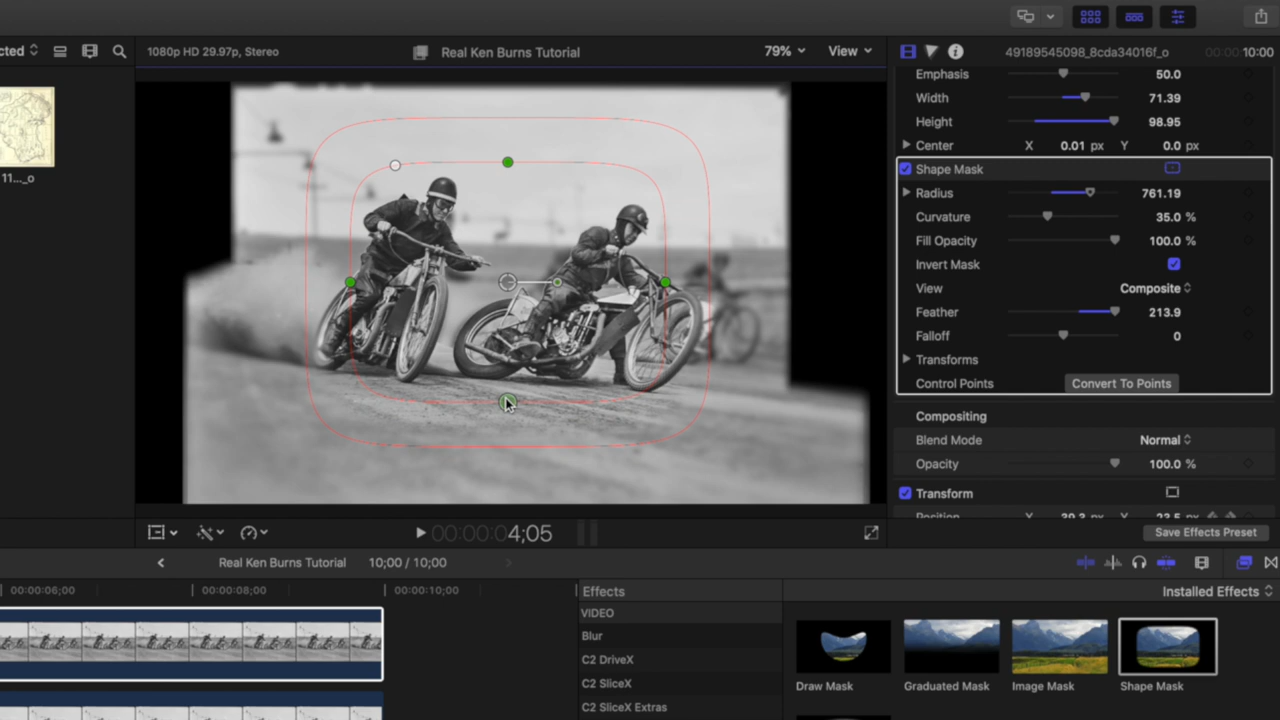 cted
1080p HD 29.97p, Stereo
Real Ken Burns Tutorial
79%
View
49189545098_8cda34016f_o
00:00:10:00
11..._o
Emphasis 50.0
Width 71.39
Height 98.95
Center X 0.01 px Y 0.0 px
Shape Mask
Radius 761.19
Curvature 35.0 %
Fill Opacity 100.0 %
Invert Mask
View Composite
Feather 213.9
Falloff 0
Transforms
Control Points Convert To Points
Compositing
Blend Mode Normal
Opacity 100.0 %
Transform
Position
00:00:04;05
Save Effects Preset
Real Ken Burns Tutorial 10;00 / 10;00
00:00:06;00 00:00:08;00 00:00:10;00
Effects
Installed Effects
VIDEO
Blur
C2 DriveX
C2 SliceX
C2 SliceX Extras
Draw Mask
Graduated Mask
Image Mask
Shape Mask